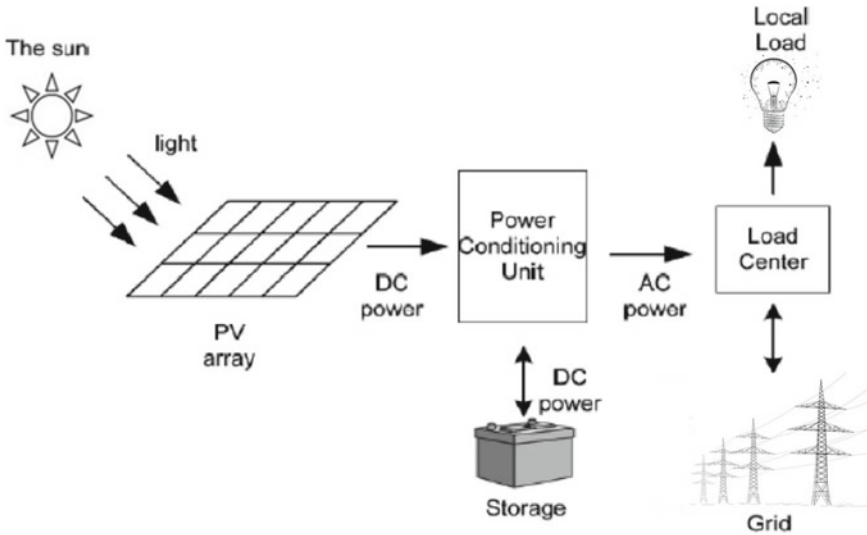 The sun
light
PV
array
DC
power
Power
Conditioning
Unit
DC
power
Storage
AC
power
Local
Load
Load
Center
Grid